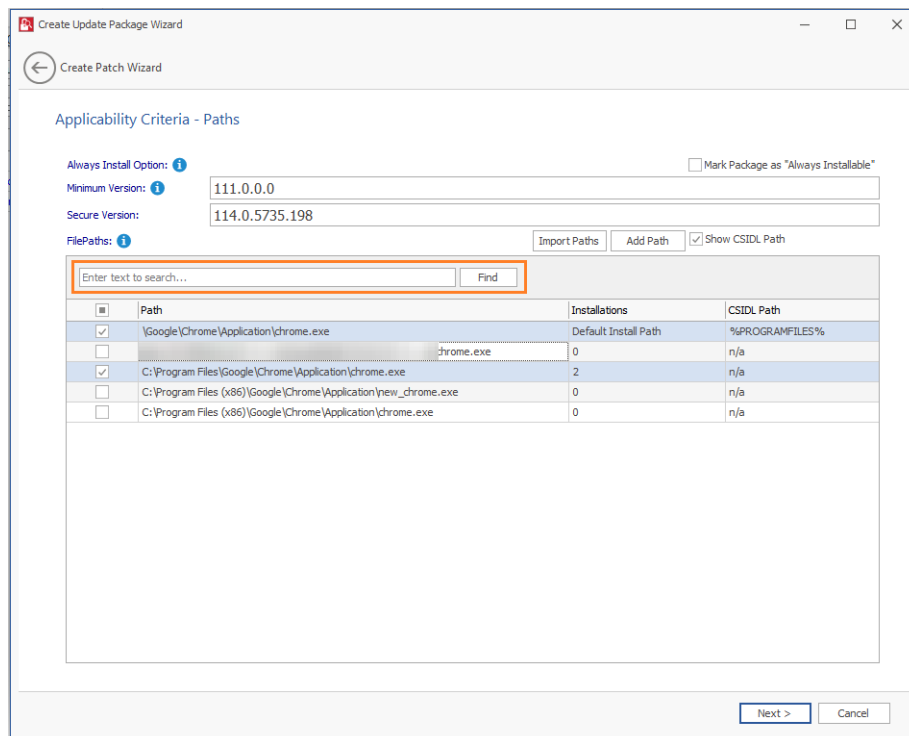 Create Update Package Wizard
Create Patch Wizard
Applicability Criteria - Paths
Always Install Option: Mark Package as "Always Installable"
Minimum Version: 111.0.0.0
Secure Version: 114.0.5735.198
FilePaths: Import Paths Add Path Show CSIDL Path
Enter text to search... Find
Path Installations CSIDL Path
\Google\Chrome\Application\chrome.exe Default Install Path %PROGRAMFILES%
chrome.exe 0 n/a
C:\Program Files\Google\Chrome\Application\chrome.exe 2 n/a
C:\Program Files (x86)\Google\Chrome\Application\new_chrome.exe 0 n/a
C:\Program Files (x86)\Google\Chrome\Application\chrome.exe 0 n/a
Next > Cancel